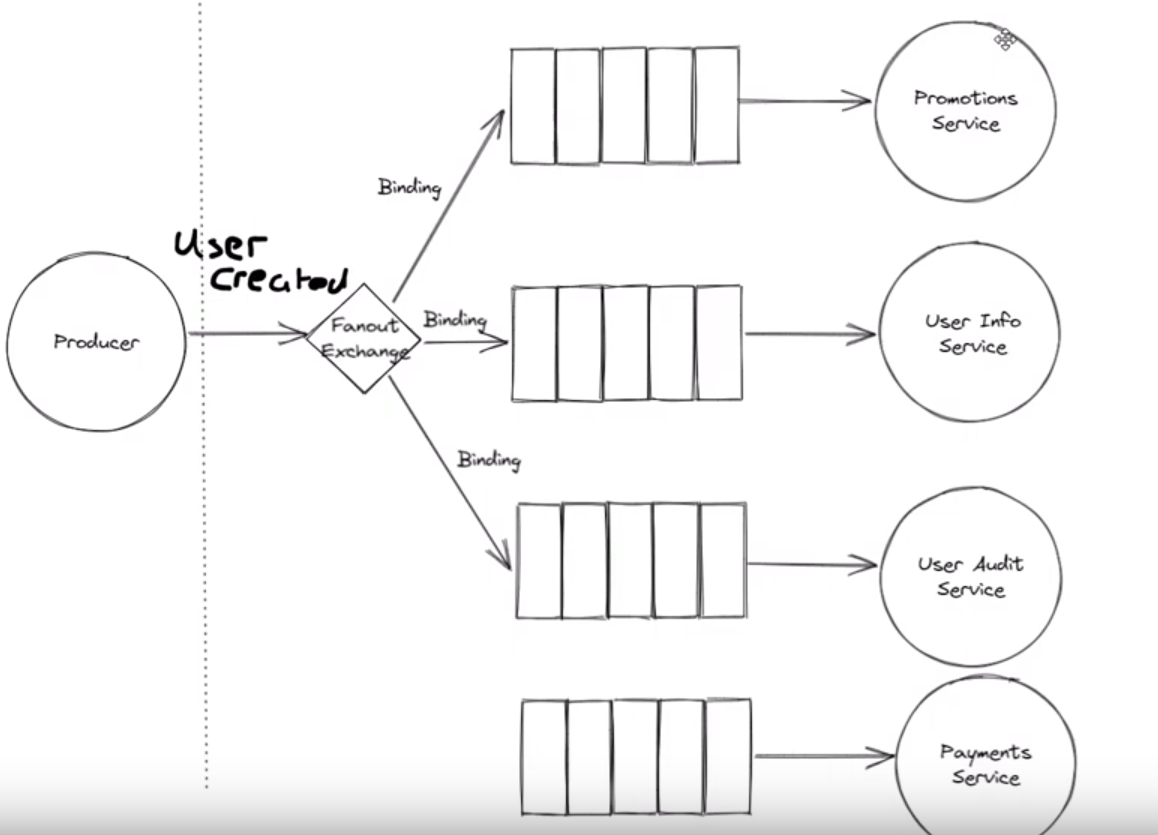 Promotions
Service
Binding
User
created
Producer
Fanout
Exchange
Binding
User Info
Service
Binding
User Audit
Service
Payments
Service